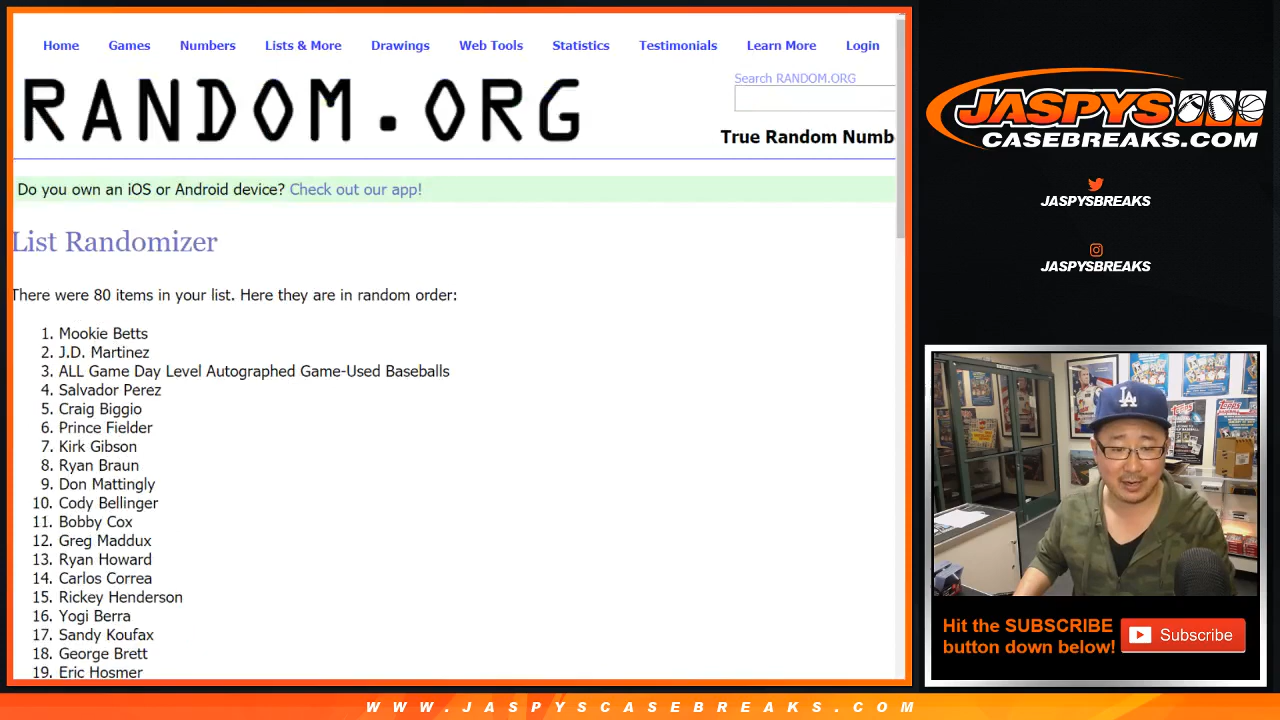 Home Games Numbers Lists & More Drawings Web Tools Statistics Testimonials Learn More Login
RANDOM.ORG
Search RANDOM.ORG
True Random Numb
Do you own an iOS or Android device? Check out our app!
List Randomizer
There were 80 items in your list. Here they are in random order:
1. Mookie Betts
2. J.D. Martinez
3. ALL Game Day Level Autographed Game-Used Baseballs
4. Salvador Perez
5. Craig Biggio
6. Prince Fielder
7. Kirk Gibson
8. Ryan Braun
9. Don Mattingly
10. Cody Bellinger
11. Bobby Cox
12. Greg Maddux
13. Ryan Howard
14. Carlos Correa
15. Rickey Henderson
16. Yogi Berra
17. Sandy Koufax
18. George Brett
19. Eric Hosmer
JASPYS
CASEBREAKS.COM
JASPYSBREAKS
JASPYSBREAKS
LA
Hit the SUBSCRIBE
button down below!
Subscribe
WWW.JASPYSCASEBREAKS.COM